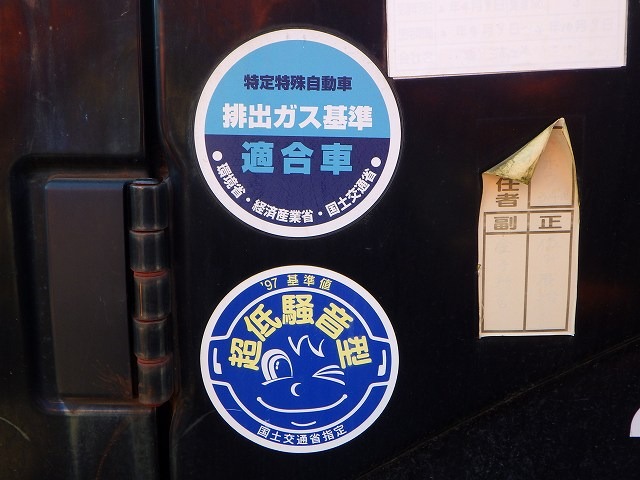 特定特殊自動車
排出ガス基準
適合車
●環境省・経済産業省・国土交通省●
'97 基準値
超低騒音型
国土交通省指定
任者
副 正